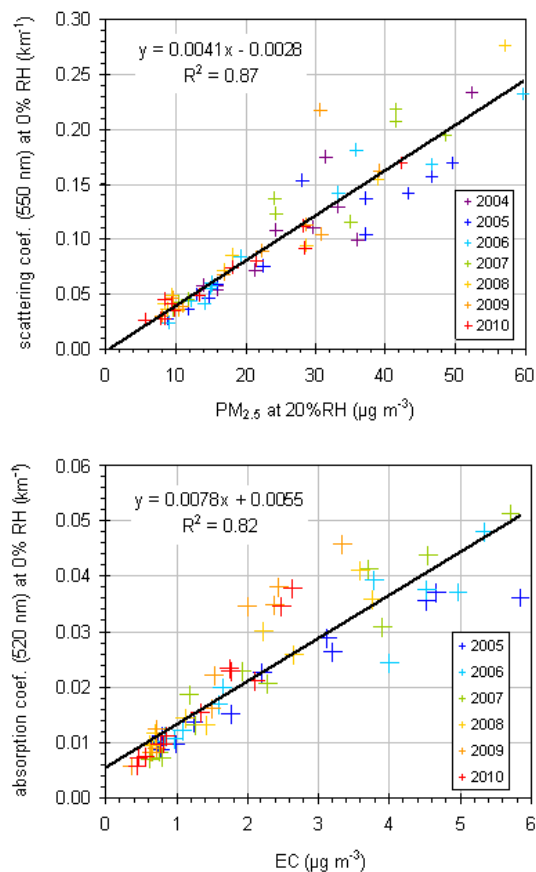 y = 0.0041x - 0.0028
R² = 0.87
scattering coef. (550 nm) at 0% RH (km⁻¹)
0.30
0.25
0.20
0.15
0.10
0.05
0.00
2004
2005
2006
2007
2008
2009
2010
0 10 20 30 40 50 60
PM₂.₅ at 20%RH (µg m⁻³)
y = 0.0078x + 0.0055
R² = 0.82
absorption coef. (520 nm) at 0% RH (km⁻¹)
0.06
0.05
0.04
0.03
0.02
0.01
0.00
2005
2006
2007
2008
2009
2010
0 1 2 3 4 5 6
EC (µg m⁻³)